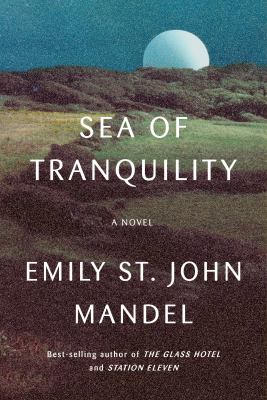 SEA OF
TRANQUILITY
A NOVEL
EMILY ST. JOHN
MANDEL
Best-selling author of THE GLASS HOTEL
and STATION ELEVEN